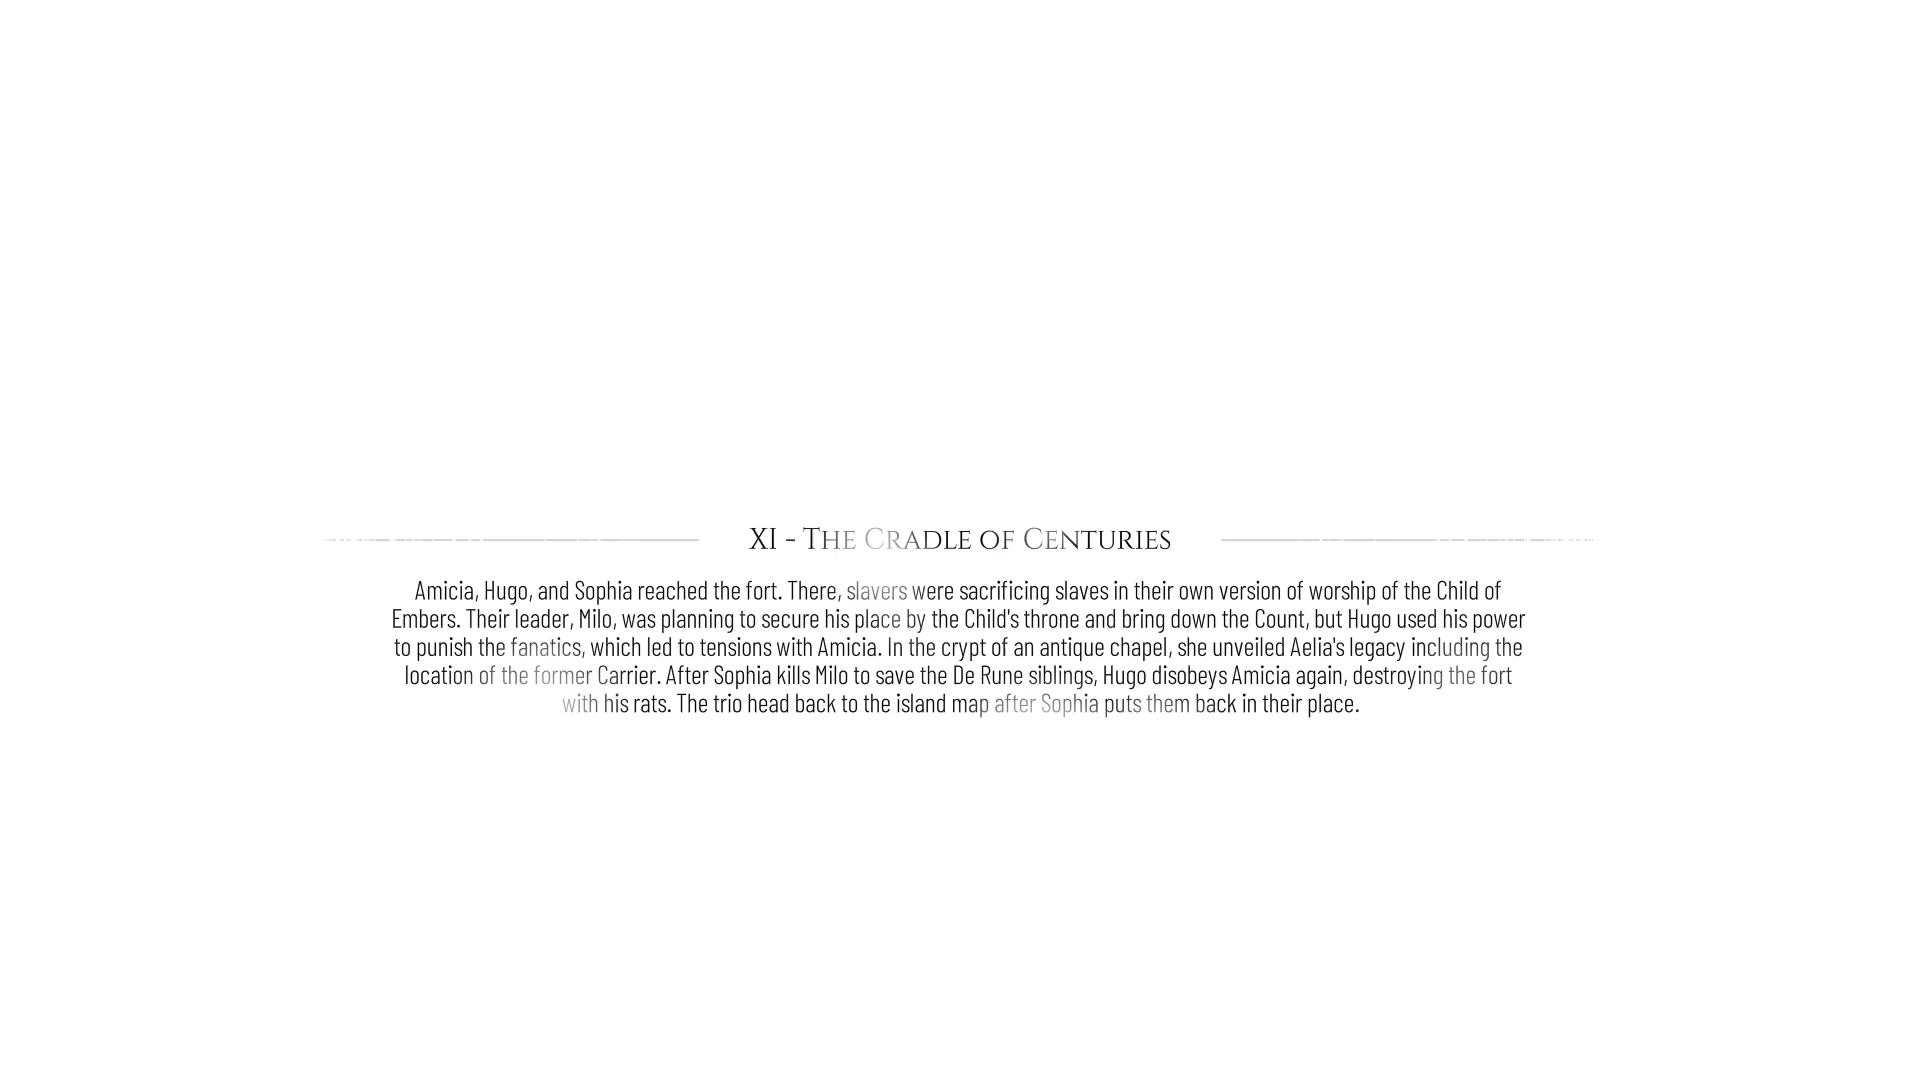 XI - The Cradle of Centuries
Amicia, Hugo, and Sophia reached the fort. There, slavers were sacrificing slaves in their own version of worship of the Child of
Embers. Their leader, Milo, was planning to secure his place by the Child's throne and bring down the Count, but Hugo used his power
to punish the fanatics, which led to tensions with Amicia. In the crypt of an antique chapel, she unveiled Aelia's legacy including the
location of the former Carrier. After Sophia kills Milo to save the De Rune siblings, Hugo disobeys Amicia again, destroying the fort
with his rats. The trio head back to the island map after Sophia puts them back in their place.